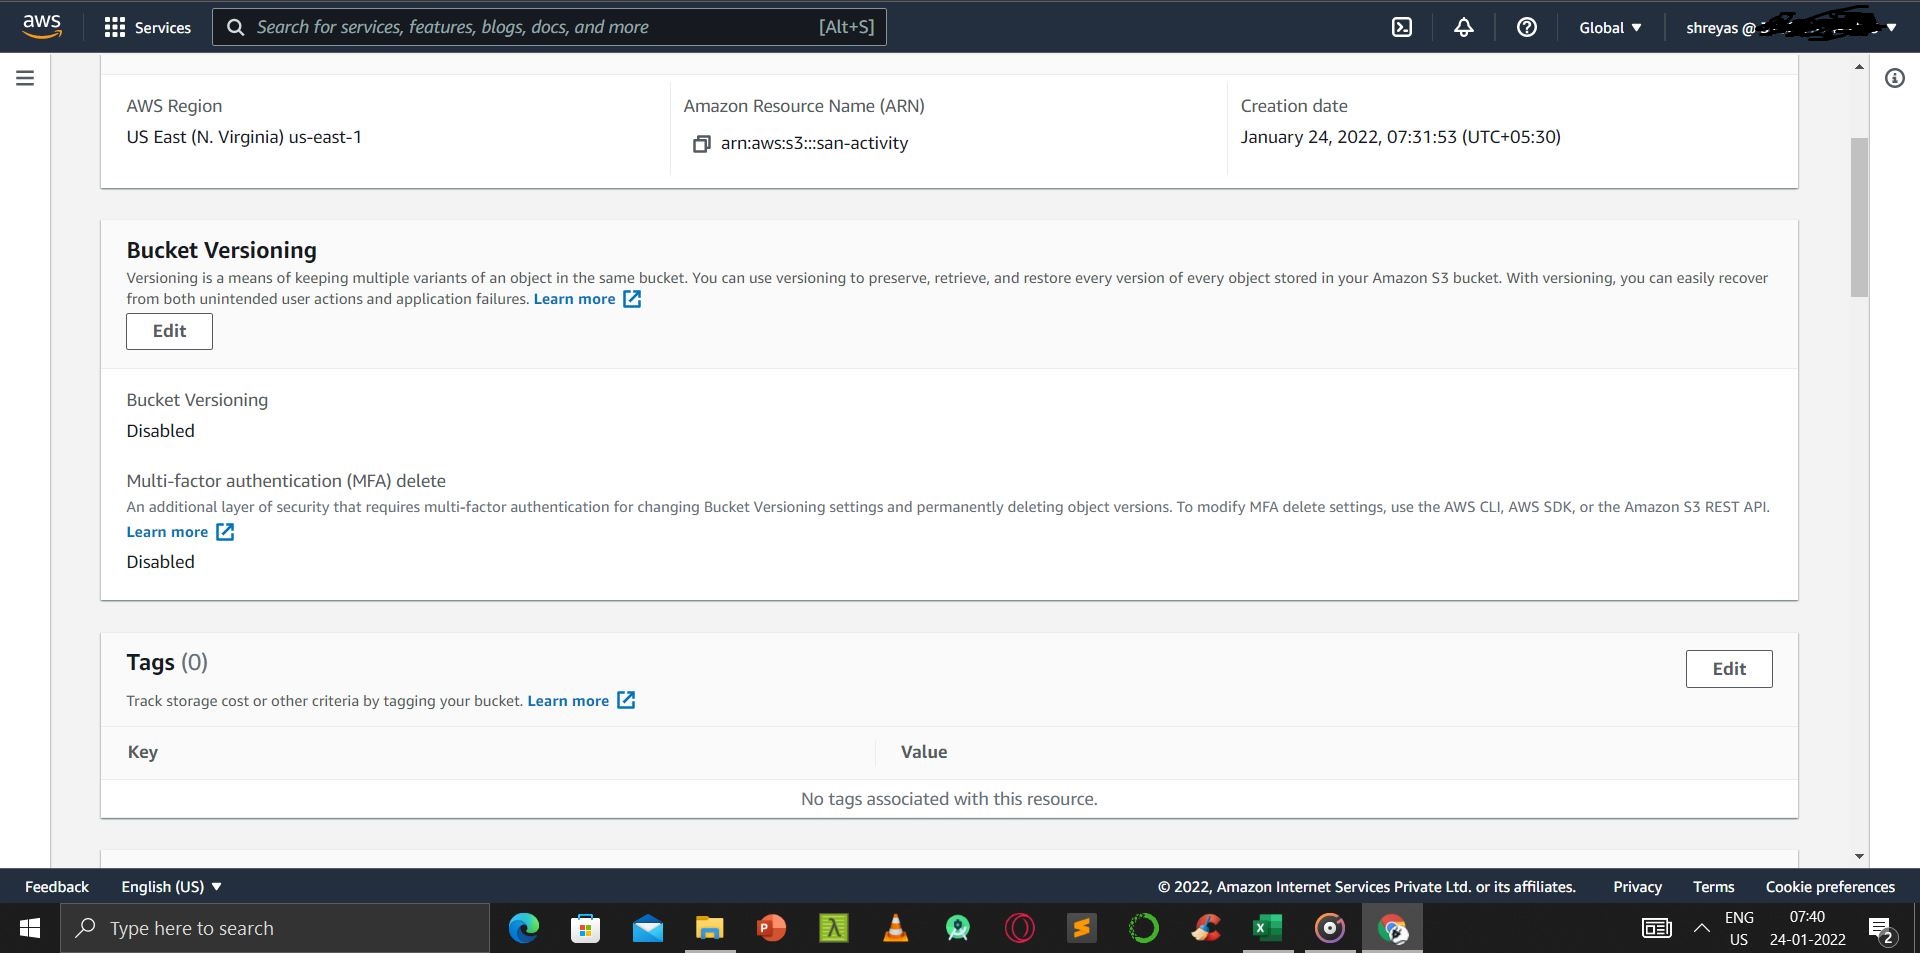 aws
Services
Search for services, features, blogs, docs, and more
[Alt+S]
Global
shreyas @
AWS Region
US East (N. Virginia) us-east-1
Amazon Resource Name (ARN)
arn:aws:s3:::san-activity
Creation date
January 24, 2022, 07:31:53 (UTC+05:30)
Bucket Versioning
Versioning is a means of keeping multiple variants of an object in the same bucket. You can use versioning to preserve, retrieve, and restore every version of every object stored in your Amazon S3 bucket. With versioning, you can easily recover
from both unintended user actions and application failures. Learn more
Edit
Bucket Versioning
Disabled
Multi-factor authentication (MFA) delete
An additional layer of security that requires multi-factor authentication for changing Bucket Versioning settings and permanently deleting object versions. To modify MFA delete settings, use the AWS CLI, AWS SDK, or the Amazon S3 REST API.
Learn more
Disabled
Tags (0)
Edit
Track storage cost or other criteria by tagging your bucket. Learn more
Key
Value
No tags associated with this resource.
Feedback
English (US)
© 2022, Amazon Internet Services Private Ltd. or its affiliates.
Privacy
Terms
Cookie preferences
Type here to search
ENG
US
07:40
24-01-2022
2